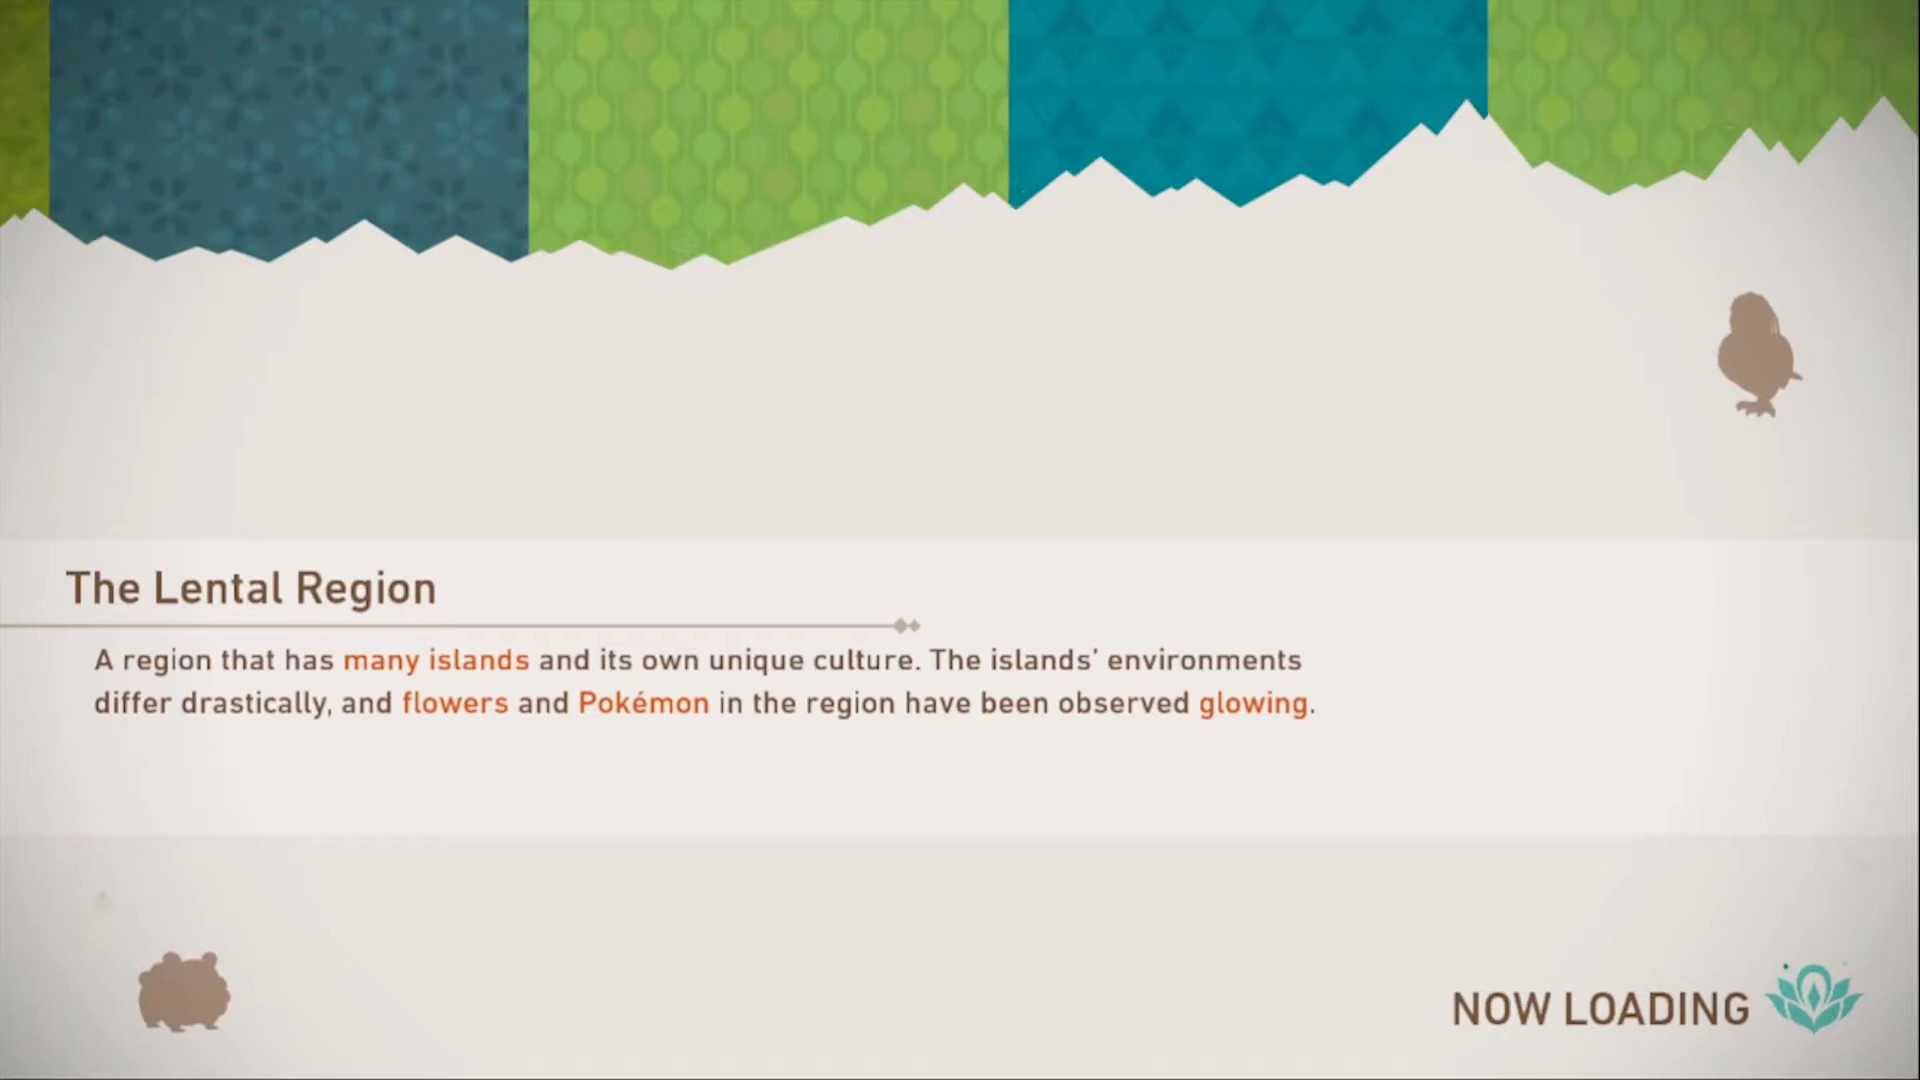 The Lental Region
A region that has many islands and its own unique culture. The islands’ environments
differ drastically, and flowers and Pokémon in the region have been observed glowing.
NOW LOADING